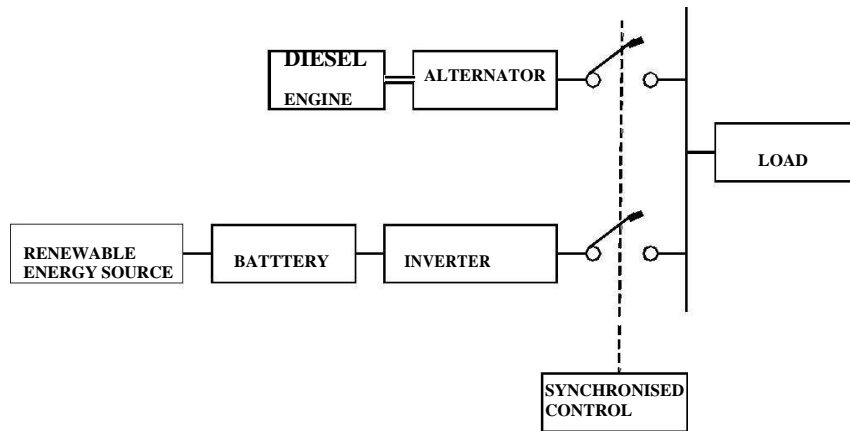 DIESEL
ENGINE
ALTERNATOR
LOAD
RENEWABLE
ENERGY SOURCE
BATTTERY
INVERTER
SYNCHRONISED
CONTROL